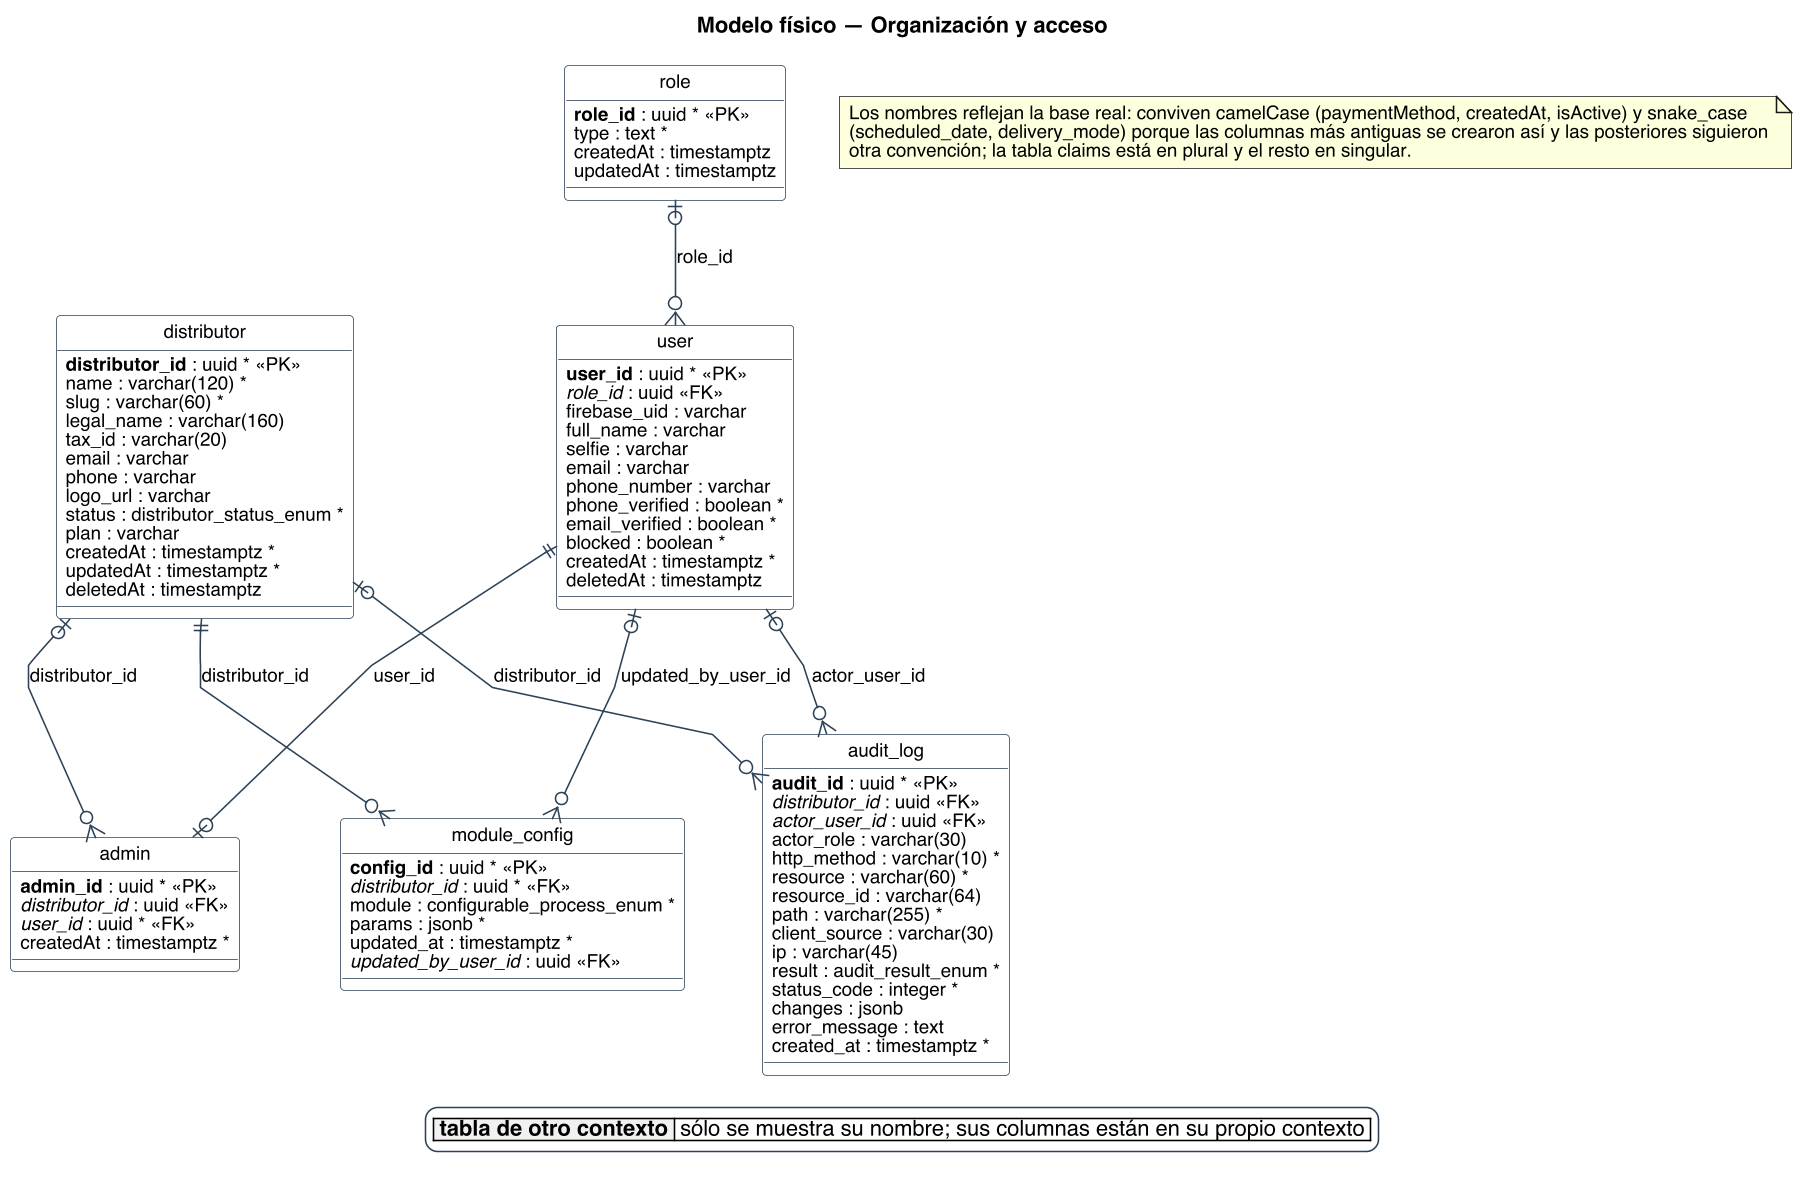 Modelo físico — Organización y acceso
role
role_id : uuid * «PK»
type : text *
createdAt : timestamptz
updatedAt : timestamptz
Los nombres reflejan la base real: conviven camelCase (paymentMethod, createdAt, isActive) y snake_case
(scheduled_date, delivery_mode) porque las columnas más antiguas se crearon así y las posteriores siguieron
otra convención; la tabla claims está en plural y el resto en singular.
role_id
distributor
distributor_id : uuid * «PK»
name : varchar(120) *
slug : varchar(60) *
legal_name : varchar(160)
tax_id : varchar(20)
email : varchar
phone : varchar
logo_url : varchar
status : distributor_status_enum *
plan : varchar
createdAt : timestamptz *
updatedAt : timestamptz *
deletedAt : timestamptz
user
user_id : uuid * «PK»
role_id : uuid «FK»
firebase_uid : varchar
full_name : varchar
selfie : varchar
email : varchar
phone_number : varchar
phone_verified : boolean *
email_verified : boolean *
blocked : boolean *
createdAt : timestamptz *
deletedAt : timestamptz
distributor_id
distributor_id
user_id
distributor_id
updated_by_user_id
actor_user_id
admin
admin_id : uuid * «PK»
distributor_id : uuid «FK»
user_id : uuid * «FK»
createdAt : timestamptz *
module_config
config_id : uuid * «PK»
distributor_id : uuid * «FK»
module : configurable_process_enum *
params : jsonb *
updated_at : timestamptz *
updated_by_user_id : uuid «FK»
audit_log
audit_id : uuid * «PK»
distributor_id : uuid «FK»
actor_user_id : uuid «FK»
actor_role : varchar(30)
http_method : varchar(10) *
resource : varchar(60) *
resource_id : varchar(64)
path : varchar(255) *
client_source : varchar(30)
ip : varchar(45)
result : audit_result_enum *
status_code : integer *
changes : jsonb
error_message : text
created_at : timestamptz *
tabla de otro contexto sólo se muestra su nombre; sus columnas están en su propio contexto